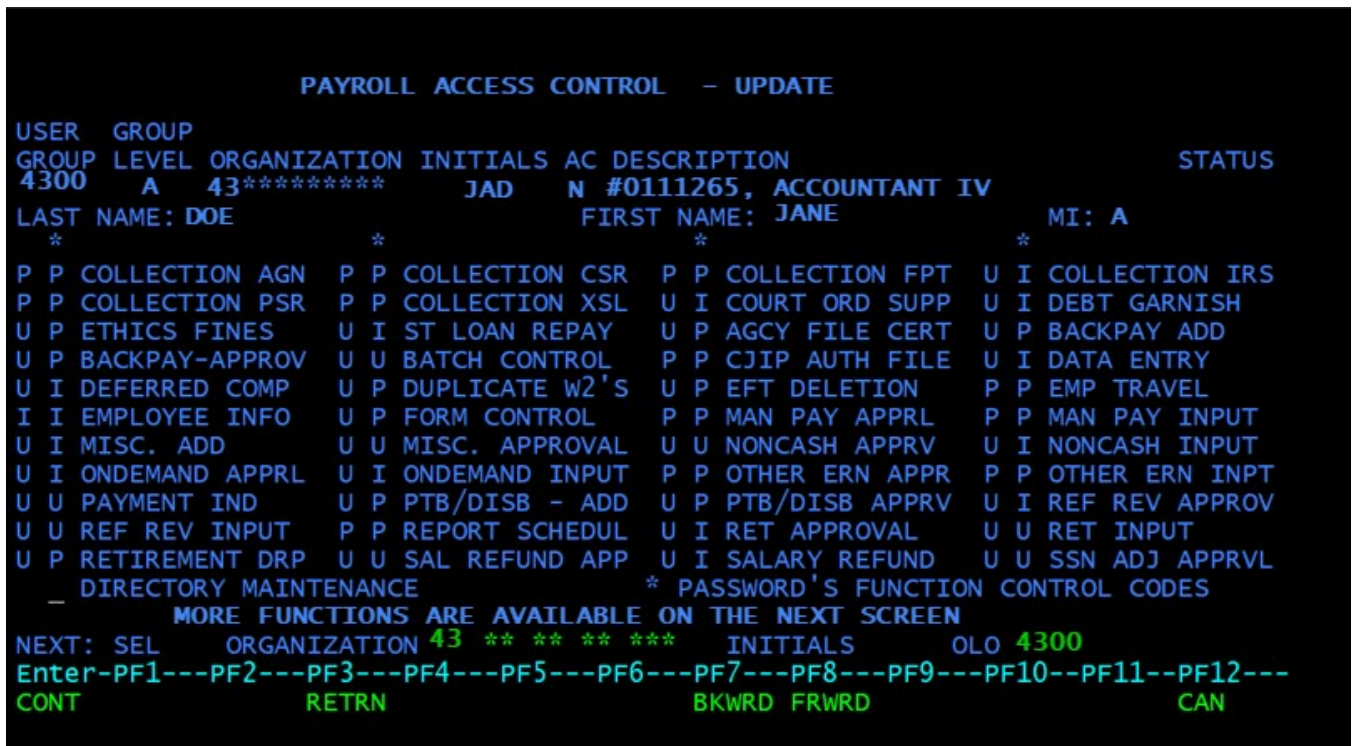 PAYROLL ACCESS CONTROL - UPDATE
USER GROUP
GROUP LEVEL ORGANIZATION INITIALS AC DESCRIPTION STATUS
4300 A 43********* JAD N #0111265, ACCOUNTANT IV
LAST NAME: DOE FIRST NAME: JANE MI: A
* * * *
P P COLLECTION AGN P P COLLECTION CSR P P COLLECTION FPT U I COLLECTION IRS
P P COLLECTION PSR P P COLLECTION XSL U I COURT ORD SUPP U I DEBT GARNISH
U P ETHICS FINES U I ST LOAN REPAY U P AGCY FILE CERT U P BACKPAY ADD
U P BACKPAY-APPROV U U BATCH CONTROL P P CJIP AUTH FILE U I DATA ENTRY
U I DEFERRED COMP U P DUPLICATE W2'S U P EFT DELETION P P EMP TRAVEL
I I EMPLOYEE INFO U P FORM CONTROL P P MAN PAY APPRL P P MAN PAY INPUT
U I MISC. ADD U U MISC. APPROVAL U U NONCASH APPRV U I NONCASH INPUT
U I ONDEMAND APPRL U I ONDEMAND INPUT P P OTHER ERN APPR P P OTHER ERN INPT
U U PAYMENT IND U P PTB/DISB - ADD U P PTB/DISB APPRV U I REF REV APPROV
U U REF REV INPUT P P REPORT SCHEDUL U I RET APPROVAL U U RET INPUT
U P RETIREMENT DRP U U SAL REFUND APP U I SALARY REFUND U U SSN ADJ APPRVL
_ DIRECTORY MAINTENANCE * PASSWORD'S FUNCTION CONTROL CODES
MORE FUNCTIONS ARE AVAILABLE ON THE NEXT SCREEN
NEXT: SEL ORGANIZATION 43 ** ** ** *** INITIALS OLO 4300
Enter-PF1---PF2---PF3---PF4---PF5---PF6---PF7---PF8---PF9---PF10--PF11--PF12---
CONT RETRN BKWRD FRWRD CAN